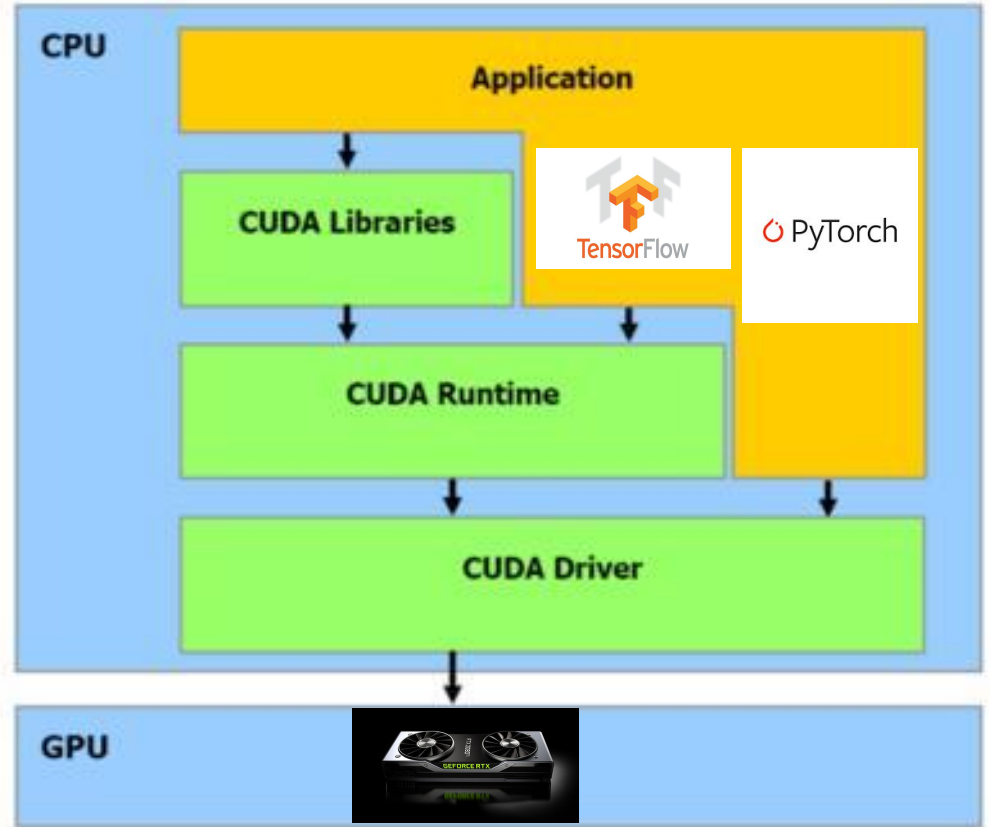 CPU
Application
CUDA Libraries
TensorFlow
PyTorch
CUDA Runtime
CUDA Driver
GPU
GEFORCE RTX